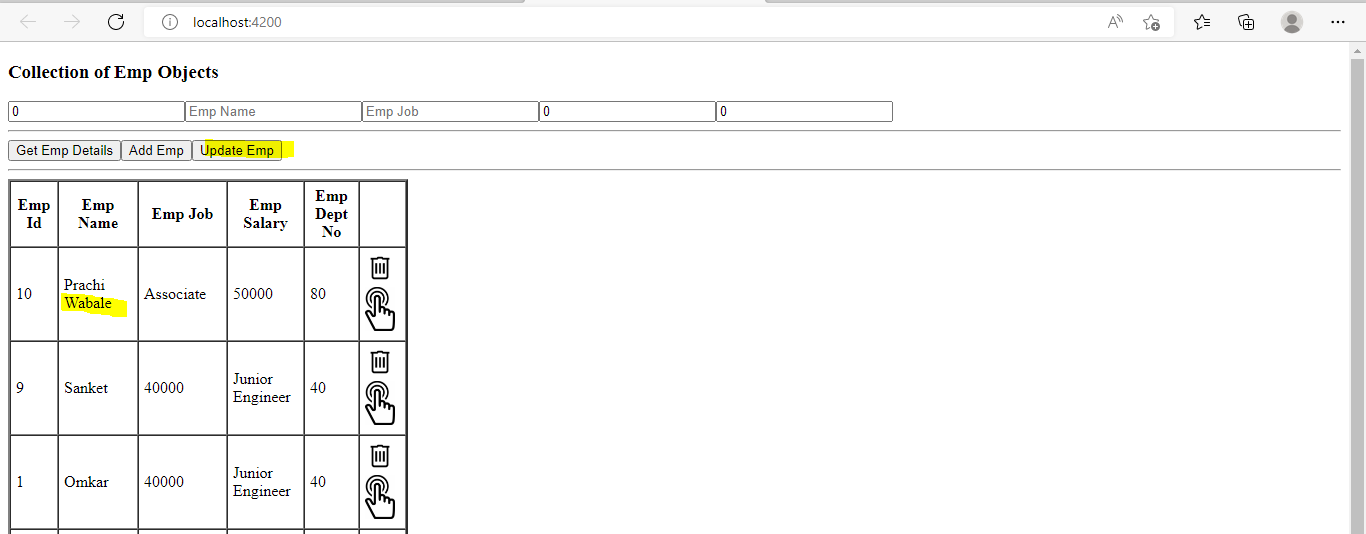 localhost:4200
Collection of Emp Objects
0 Emp Name Emp Job 0 0
Get Emp Details Add Emp Update Emp
Emp Id Emp Name Emp Job Emp Salary Emp Dept No
10 Prachi Wabale Associate 50000 80
9 Sanket 40000 Junior Engineer 40
1 Omkar 40000 Junior Engineer 40